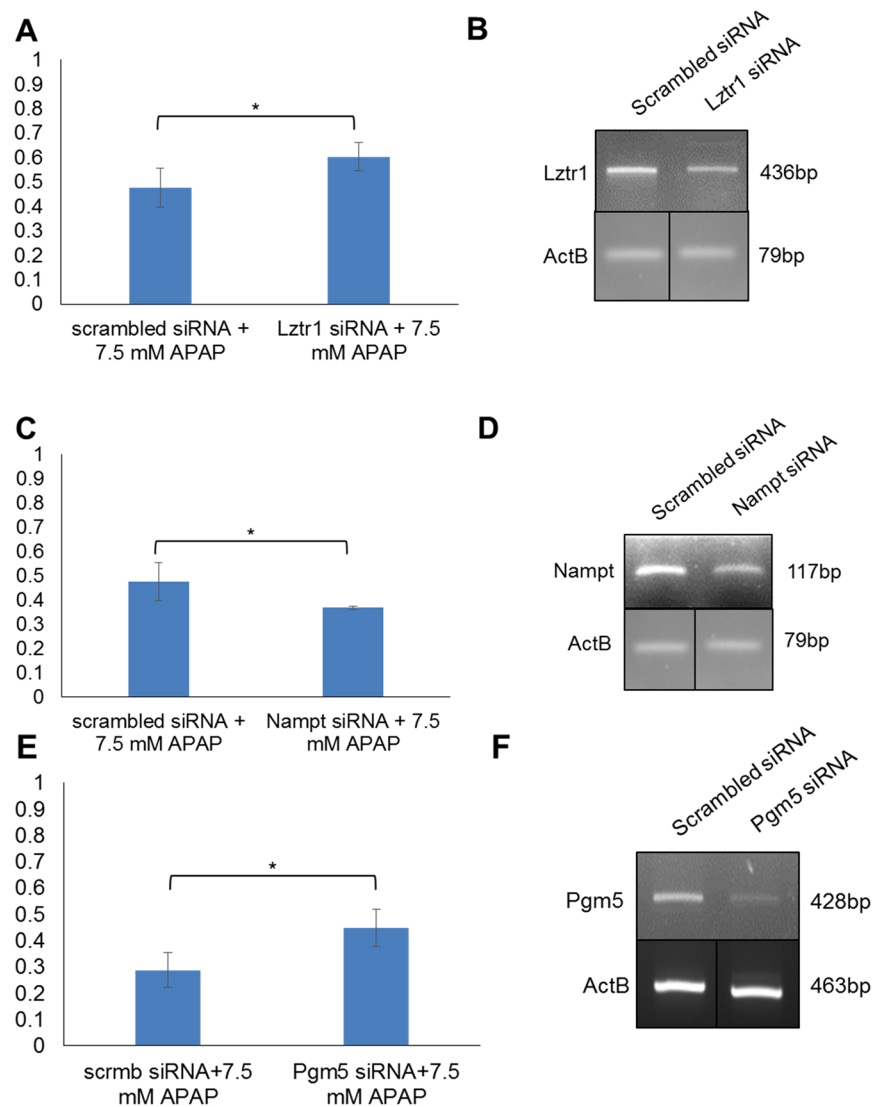 A
1
0.9
0.8
0.7
0.6
0.5
0.4
0.3
0.2
0.1
0
*
scrambled siRNA +
7.5 mM APAP
Lztr1 siRNA + 7.5
mM APAP
B
Scrambled siRNA
Lztr1 siRNA
Lztr1
436bp
ActB
79bp
C
1
0.9
0.8
0.7
0.6
0.5
0.4
0.3
0.2
0.1
0
*
scrambled siRNA +
7.5 mM APAP
Nampt siRNA + 7.5
mM APAP
D
Scrambled siRNA
Nampt siRNA
Nampt
117bp
ActB
79bp
E
1
0.9
0.8
0.7
0.6
0.5
0.4
0.3
0.2
0.1
0
*
scrmb siRNA+7.5
mM APAP
Pgm5 siRNA+7.5
mM APAP
F
Scrambled siRNA
Pgm5 siRNA
Pgm5
428bp
ActB
463bp